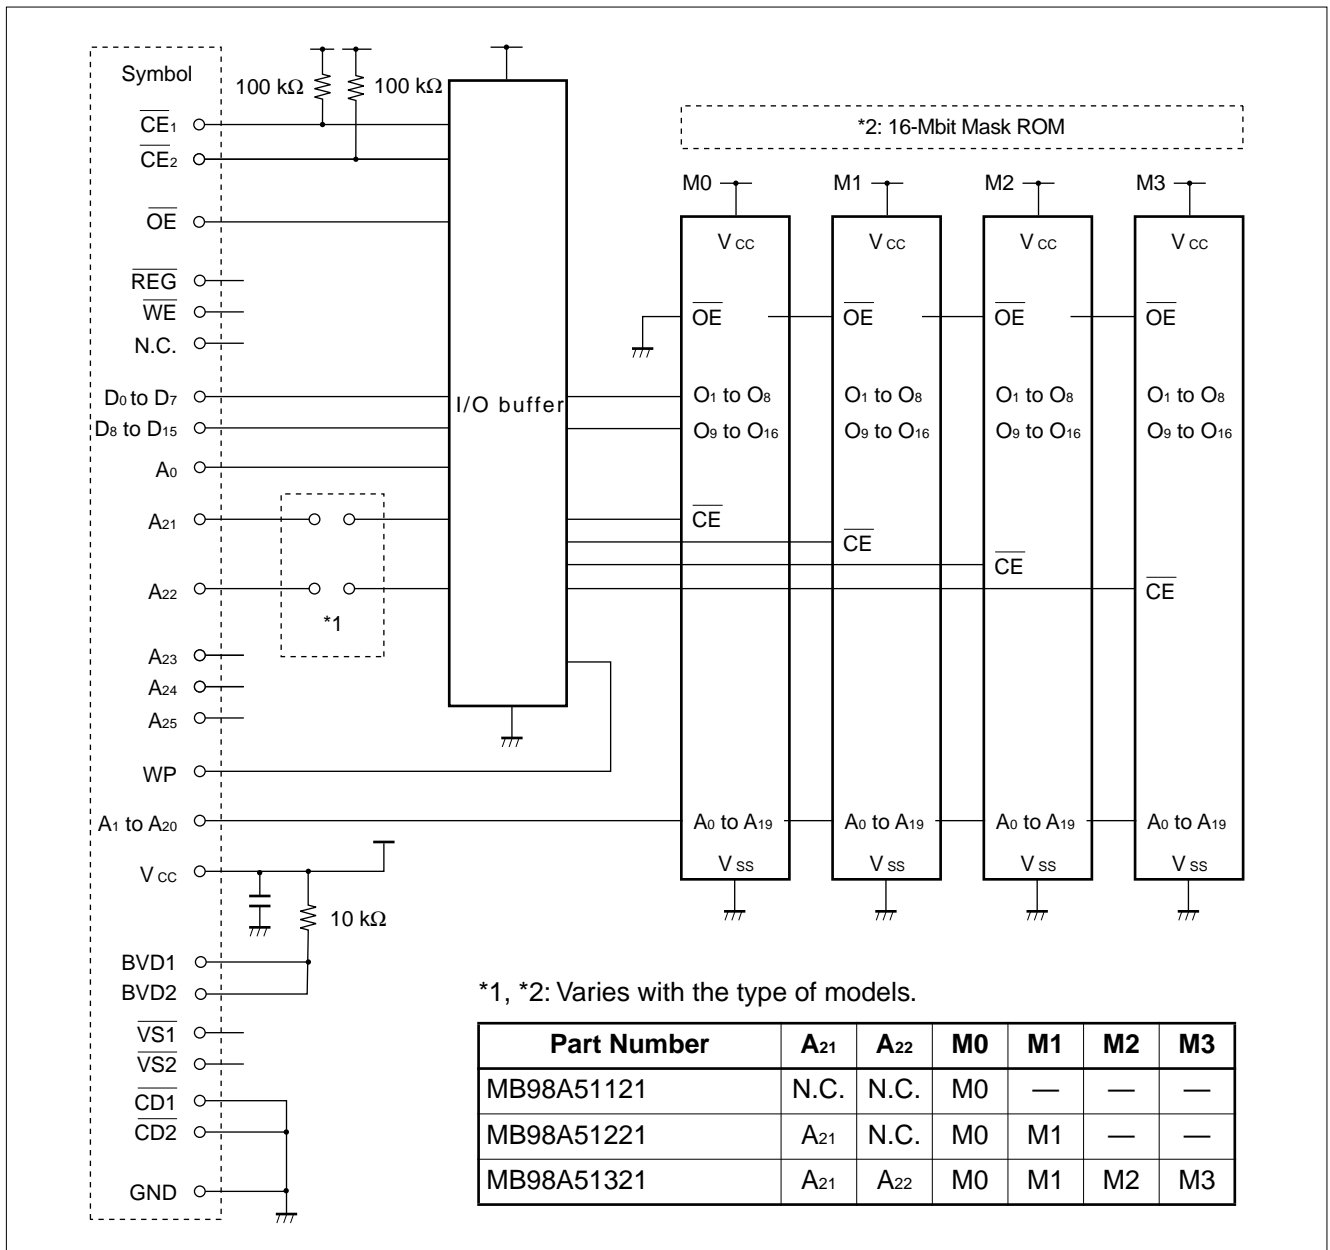 Symbol
100 kΩ
100 kΩ
CE1
CE2
OE
REG
WE
N.C.
D0 to D7
D8 to D15
A0
A21
A22
*1
A23
A24
A25
WP
A1 to A20
VCC
10 kΩ
BVD1
BVD2
VS1
VS2
CD1
CD2
GND
I/O buffer
*2: 16-Mbit Mask ROM
M0 M1 M2 M3
VCC VCC VCC VCC
OE OE OE OE
O1 to O8 O1 to O8 O1 to O8 O1 to O8
O9 to O16 O9 to O16 O9 to O16 O9 to O16
CE
CE
CE
CE
A0 to A19 A0 to A19 A0 to A19 A0 to A19
VSS VSS VSS VSS
*1, *2: Varies with the type of models.
Part Number A21 A22 M0 M1 M2 M3
MB98A51121 N.C. N.C. M0 — — —
MB98A51221 A21 N.C. M0 M1 — —
MB98A51321 A21 A22 M0 M1 M2 M3